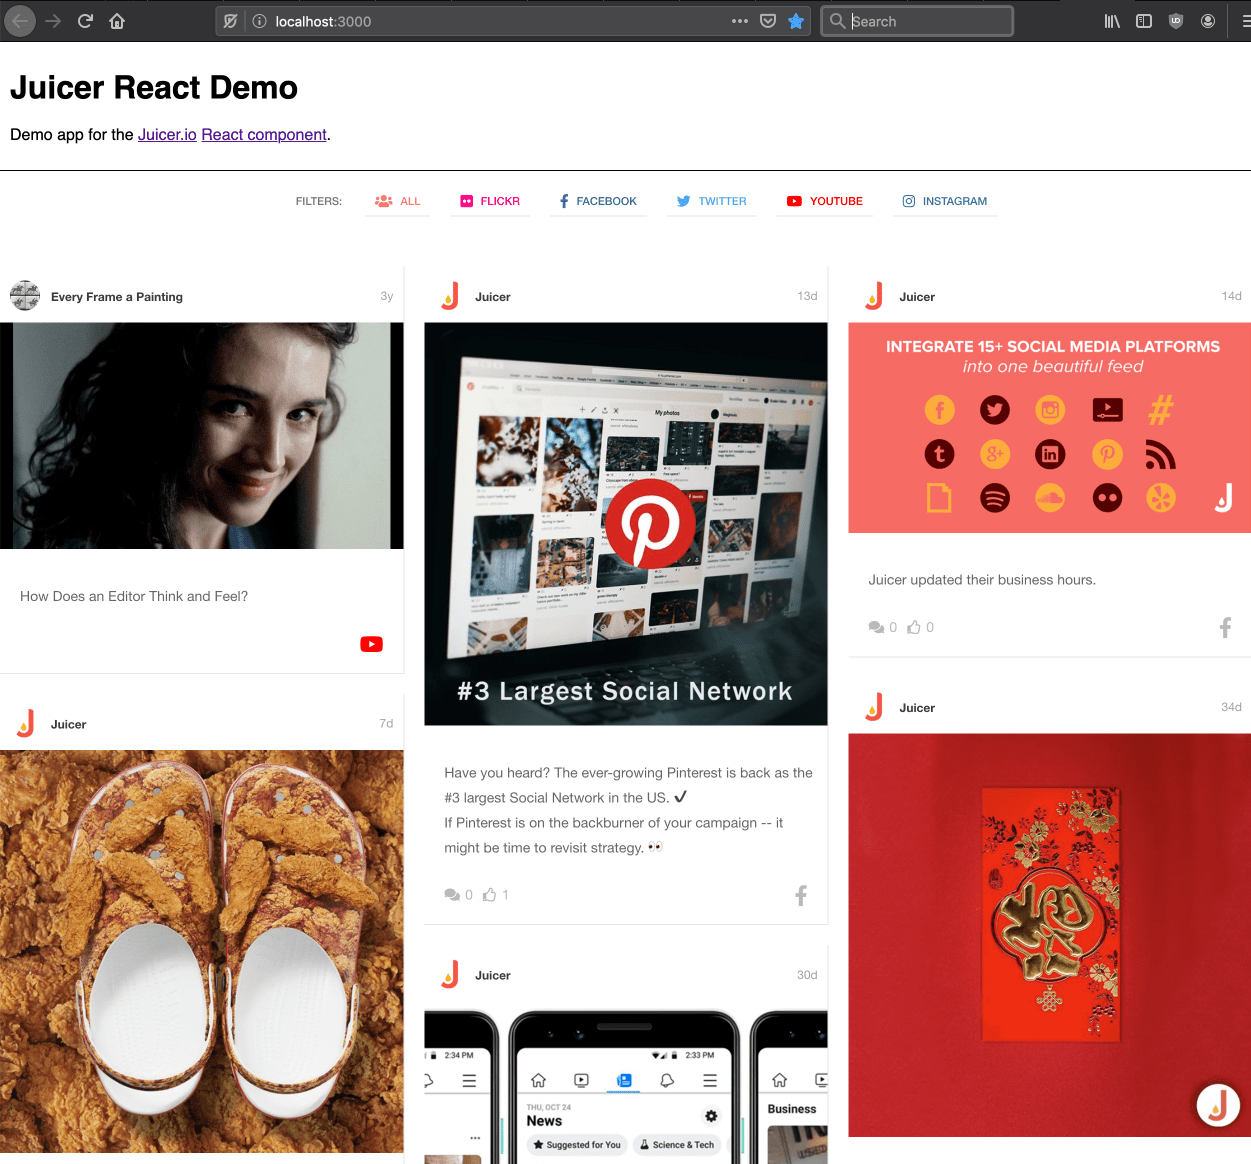 localhost:3000
Search
Juicer React Demo
Demo app for the Juicer.io React component.
FILTERS:
ALL
FLICKR
FACEBOOK
TWITTER
YOUTUBE
INSTAGRAM
Every Frame a Painting
3y
How Does an Editor Think and Feel?
Juicer
7d
Juicer
13d
My photos
#3 Largest Social Network
Have you heard? The ever-growing Pinterest is back as the
#3 largest Social Network in the US. ✔
If Pinterest is on the backburner of your campaign -- it
might be time to revisit strategy. 👀
0 1
Juicer
30d
2:34 PM
2:33 PM
THU, OCT 24
News
Suggested for You
Science & Tech
Business
Juicer
14d
INTEGRATE 15+ SOCIAL MEDIA PLATFORMS
into one beautiful feed
Juicer updated their business hours.
0 0
Juicer
34d